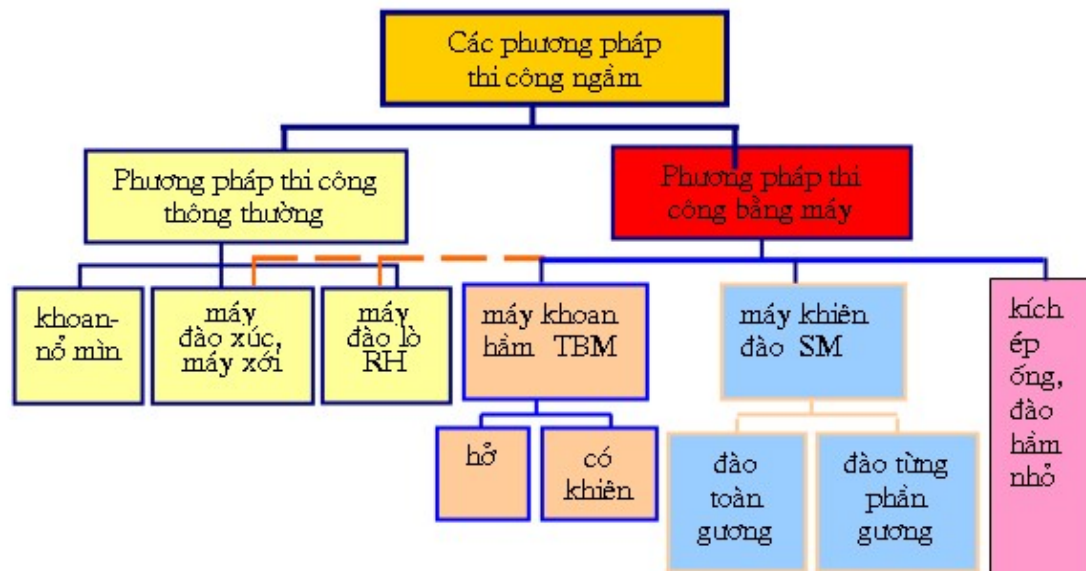 Các phương pháp
thi công ngầm
Phương pháp thi công
thông thường
Phương pháp thi
công bằng máy
khoan-
nổ mìn
máy
đào xúc,
máy xới
máy
đào lò
RH
máy khoan
hầm TBM
máy khiên
đào SM
kích
ép
ống,
đào
hầm
nhỏ
hở
có
khiên
đào
toàn
gương
đào từng
phần
gương